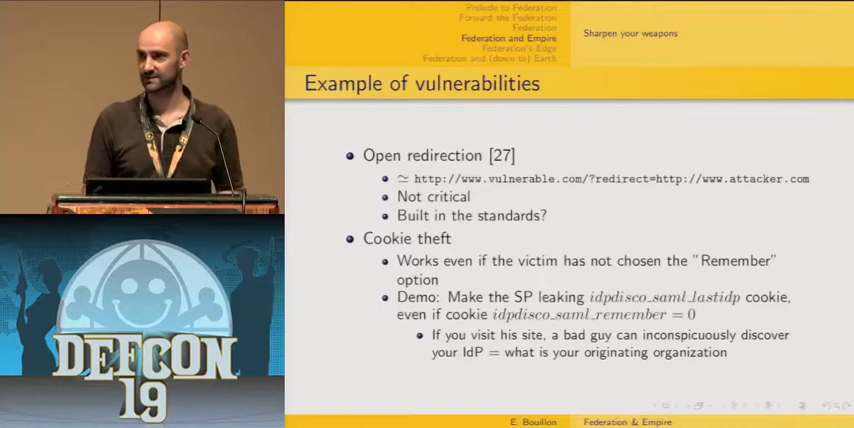 Prelude to Federation
Forward the Federation
Federation
Federation and Empire
Federation's Edge
Federation and (down to) Earth
Sharpen your weapons
Example of vulnerabilities
Open redirection [27]
≃ http://www.vulnerable.com/?redirect=http://www.attacker.com
Not critical
Built in the standards?
Cookie theft
Works even if the victim has not chosen the "Remember"
option
Demo: Make the SP leaking idpdisco_saml_lastidp cookie,
even if cookie idpdisco_saml_remember = 0
If you visit his site, a bad guy can inconspicuously discover
your IdP = what is your originating organization
E. Bouillon
Federation & Empire
DEFCON
19